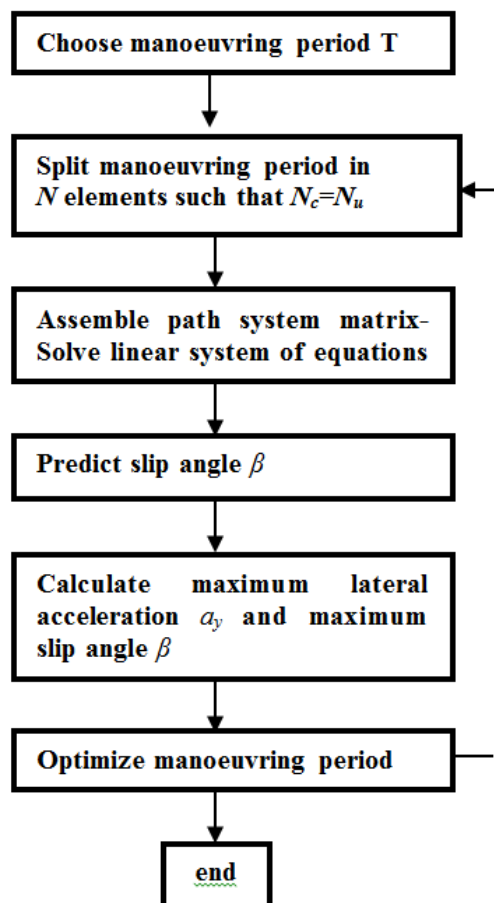 Choose manoeuvring period T
Split manoeuvring period in
N elements such that Nc=Nu
Assemble path system matrix-
Solve linear system of equations
Predict slip angle β
Calculate maximum lateral
acceleration ay and maximum
slip angle β
Optimize manoeuvring period
end